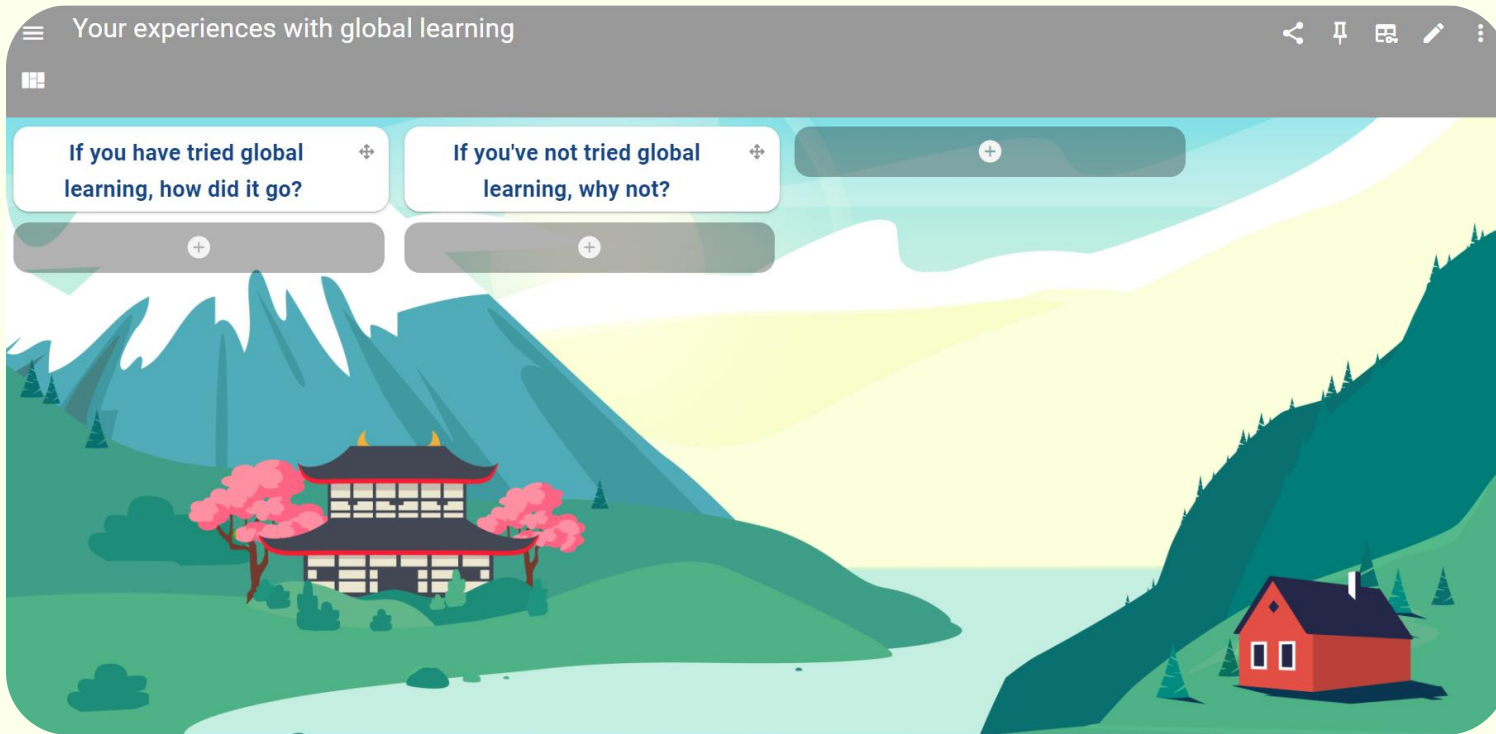 Your experiences with global learning
If you have tried global
learning, how did it go?
If you've not tried global
learning, why not?